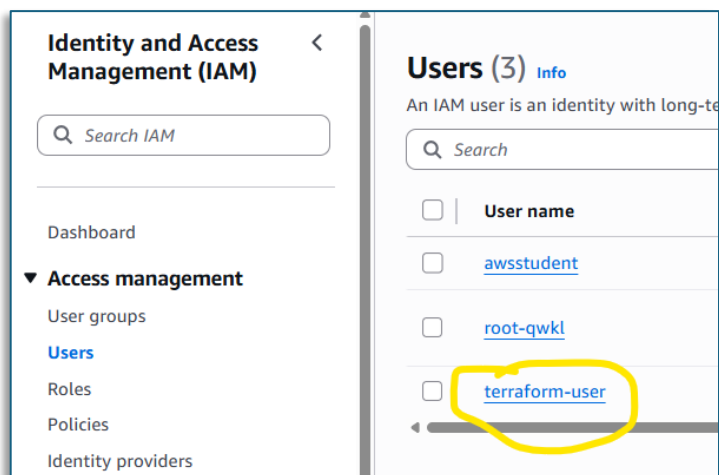 Identity and Access
Management (IAM)
Search IAM
Dashboard
Access management
User groups
Users
Roles
Policies
Identity providers
Users (3) Info
An IAM user is an identity with long-te
Search
User name
awsstudent
root-qwkl
terraform-user